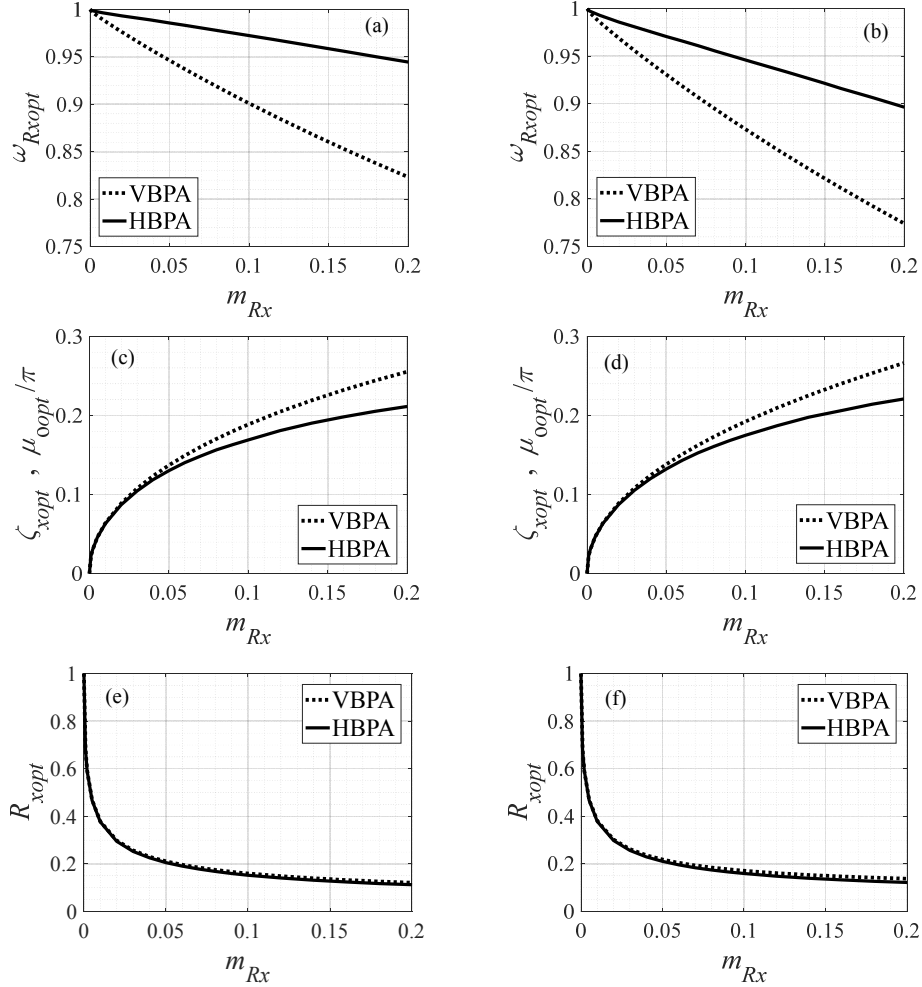 (a)
1
0.95
0.9
0.85
0.8
0.75
ω_Rxopt
VBPA
HBPA
0 0.05 0.1 0.15 0.2
m_Rx
(b)
1
0.95
0.9
0.85
0.8
0.75
ω_Rxopt
VBPA
HBPA
0 0.05 0.1 0.15 0.2
m_Rx
(c)
0.3
0.2
0.1
0
ζ_xopt , μ_0opt/π
VBPA
HBPA
0 0.05 0.1 0.15 0.2
m_Rx
(d)
0.3
0.2
0.1
0
ζ_xopt , μ_0opt/π
VBPA
HBPA
0 0.05 0.1 0.15 0.2
m_Rx
(e)
1
0.8
0.6
0.4
0.2
0
R_xopt
VBPA
HBPA
0 0.05 0.1 0.15 0.2
m_Rx
(f)
1
0.8
0.6
0.4
0.2
0
R_xopt
VBPA
HBPA
0 0.05 0.1 0.15 0.2
m_Rx